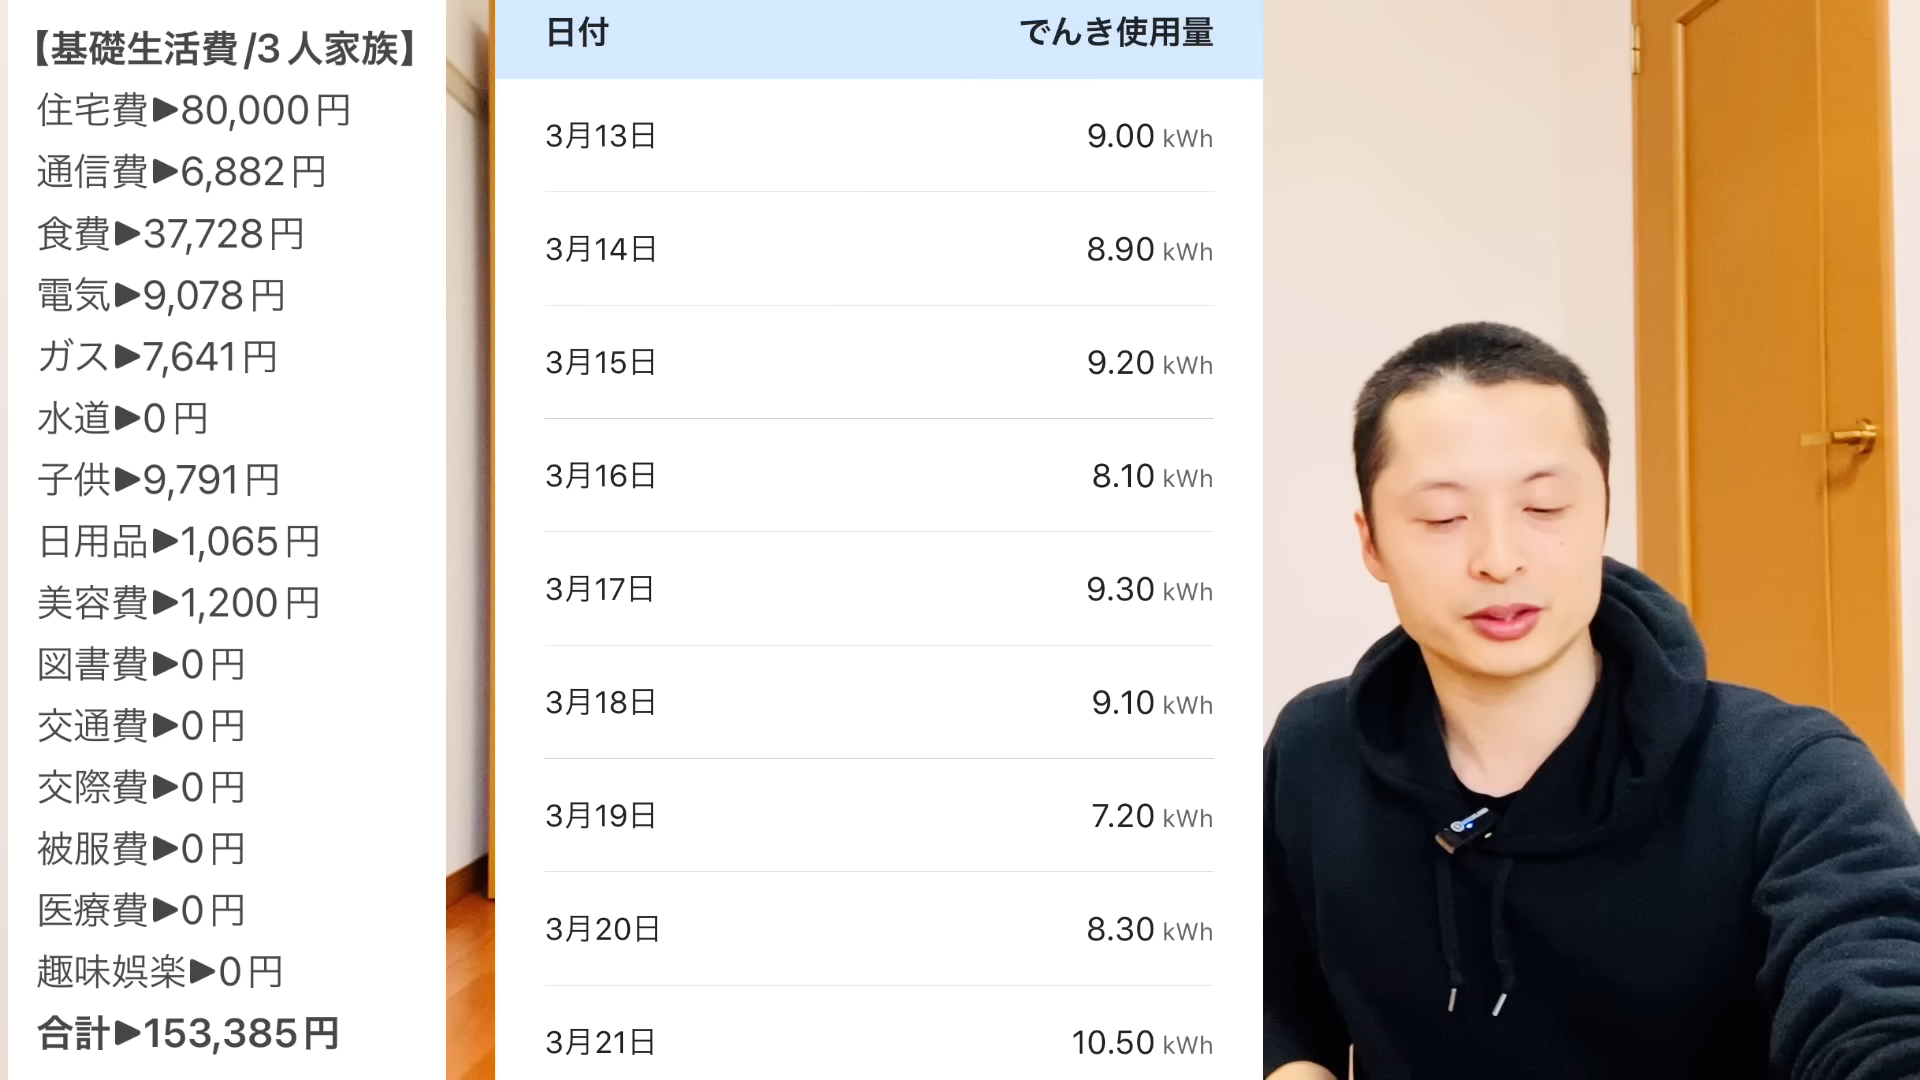 【基礎生活費/3人家族】
住宅費▶80,000円
通信費▶6,882円
食費▶37,728円
電気▶9,078円
ガス▶7,641円
水道▶0円
子供▶9,791円
日用品▶1,065円
美容費▶1,200円
図書費▶0円
交通費▶0円
交際費▶0円
被服費▶0円
医療費▶0円
趣味娯楽▶0円
合計▶153,385円
日付 でんき使用量
3月13日 9.00 kWh
3月14日 8.90 kWh
3月15日 9.20 kWh
3月16日 8.10 kWh
3月17日 9.30 kWh
3月18日 9.10 kWh
3月19日 7.20 kWh
3月20日 8.30 kWh
3月21日 10.50 kWh